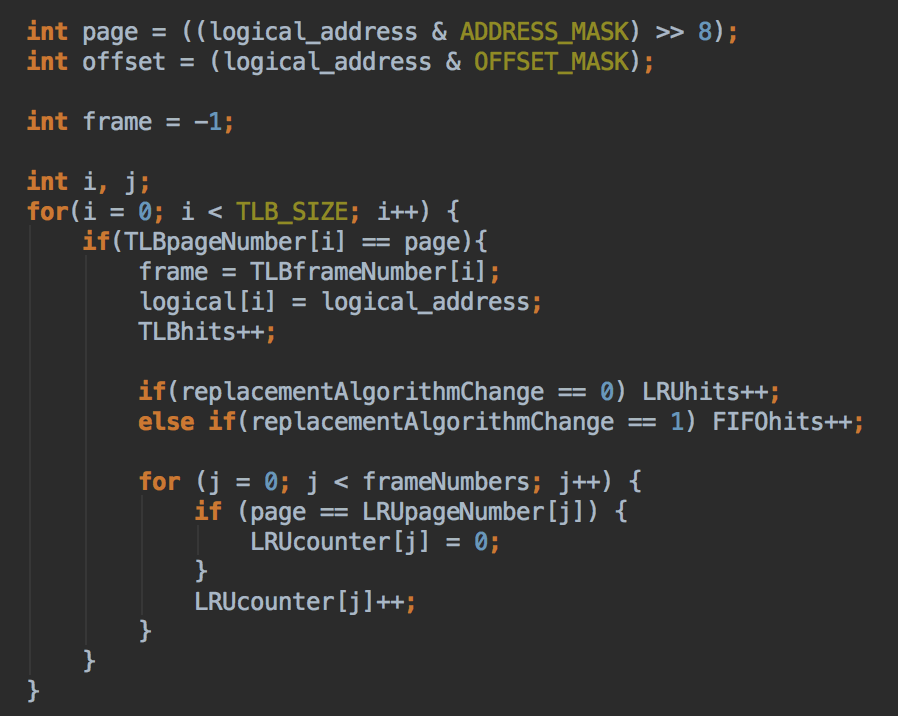 int page = ((logical_address & ADDRESS_MASK) >> 8);
int offset = (logical_address & OFFSET_MASK);

int frame = -1;

int i, j;
for(i = 0; i < TLB_SIZE; i++) {
    if(TLBpageNumber[i] == page){
        frame = TLBframeNumber[i];
        logical[i] = logical_address;
        TLBhits++;

        if(replacementAlgorithmChange == 0) LRUhits++;
        else if(replacementAlgorithmChange == 1) FIFOhits++;

        for (j = 0; j < frameNumbers; j++) {
            if (page == LRUpageNumber[j]) {
                LRUcounter[j] = 0;
            }
            LRUcounter[j]++;
        }
    }
}